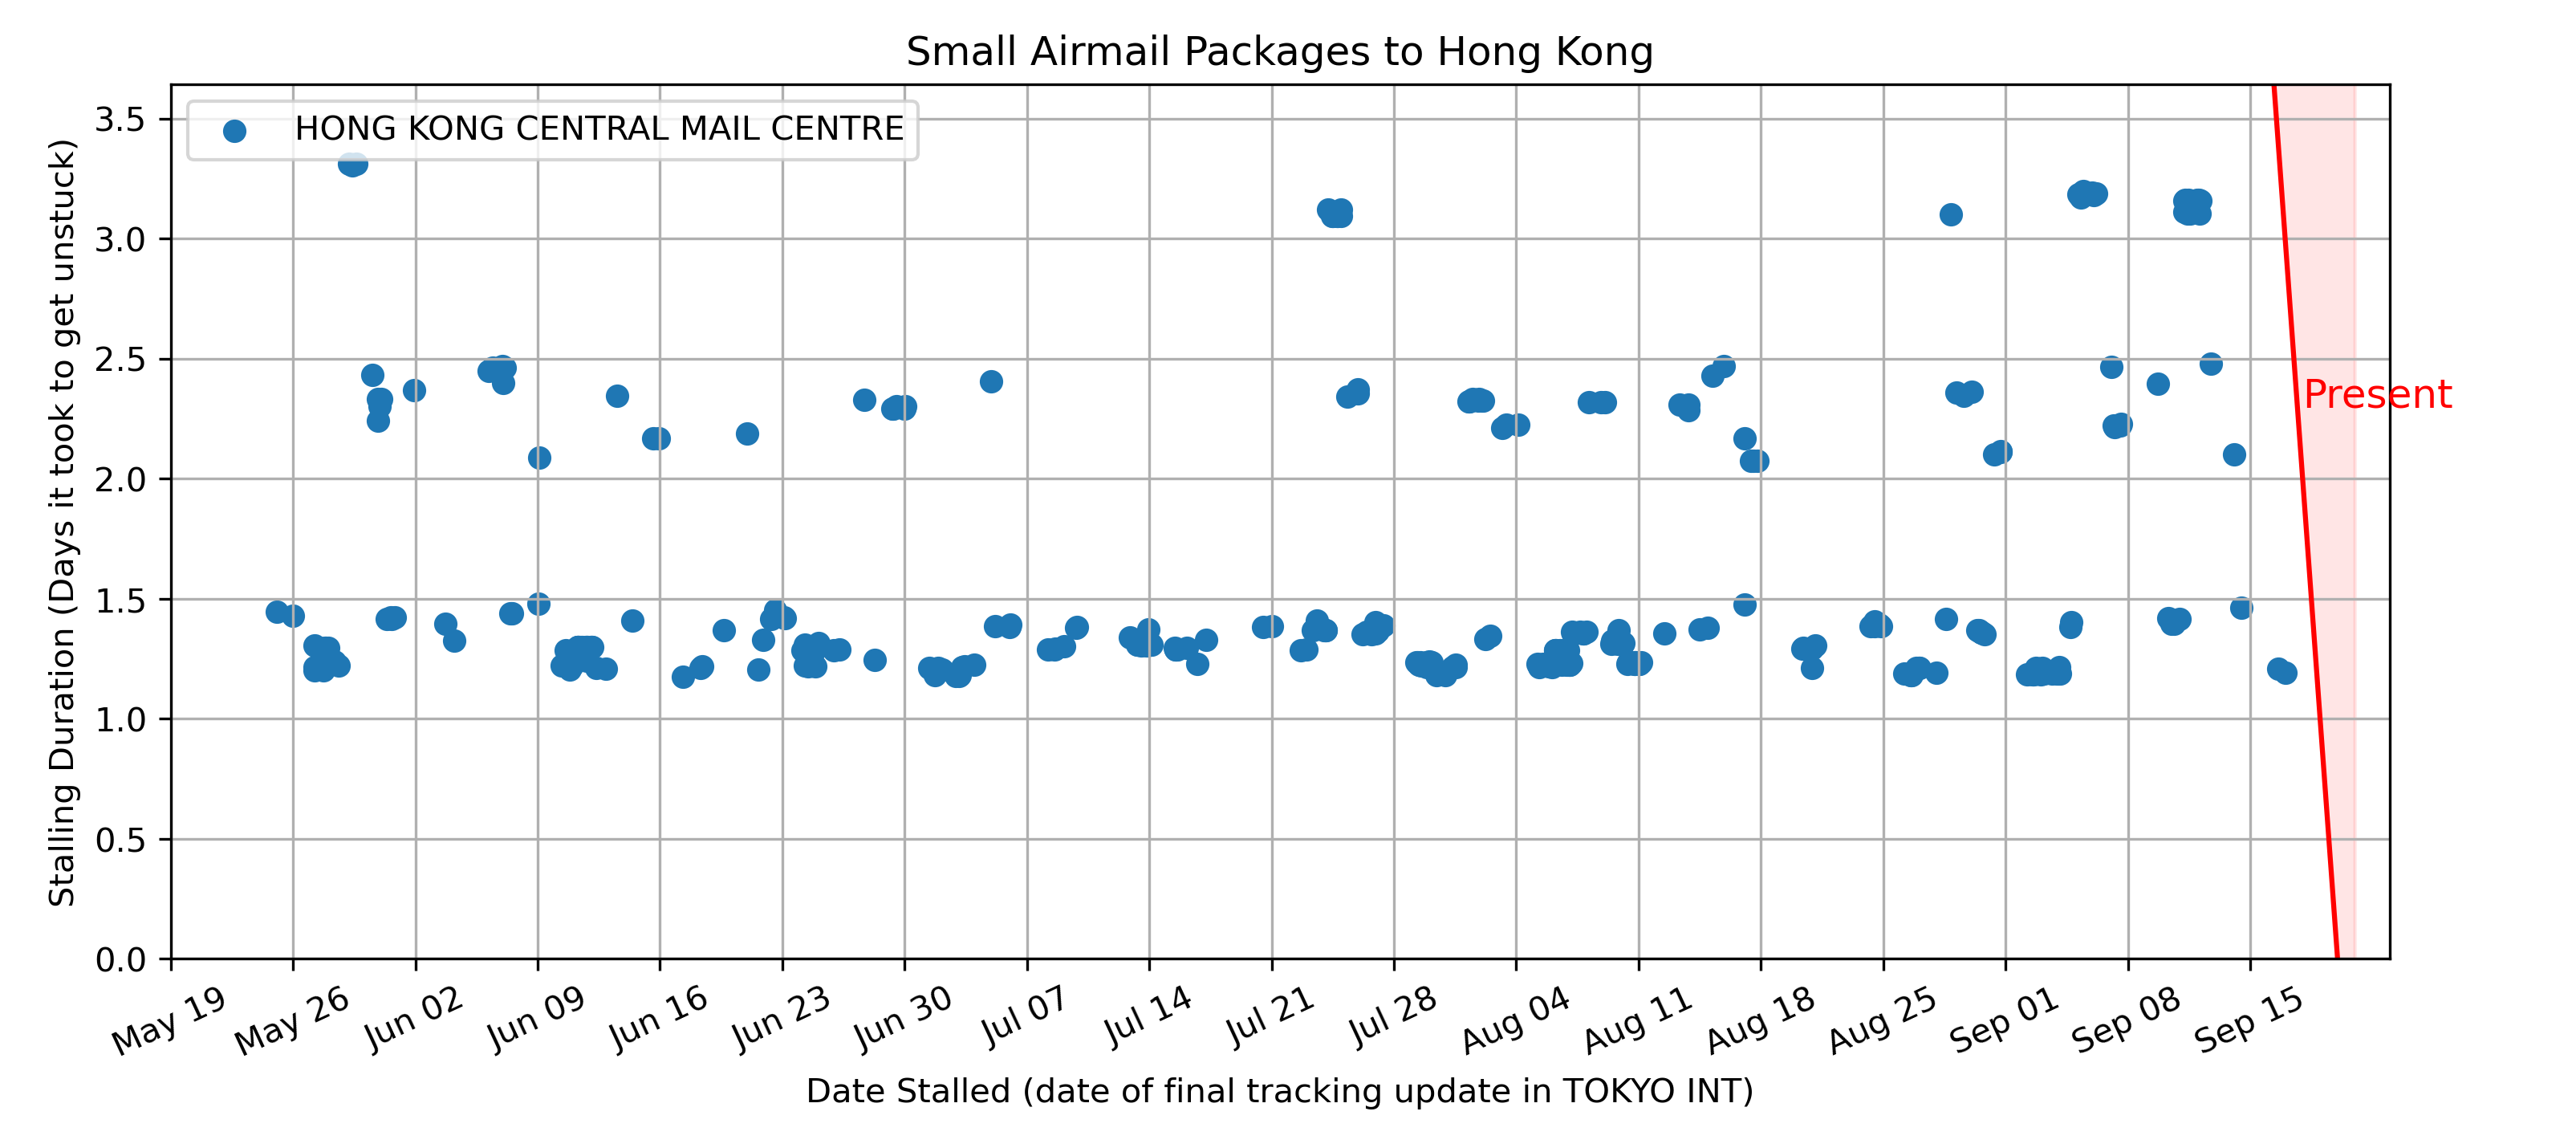 Small Airmail Packages to Hong Kong
HONG KONG CENTRAL MAIL CENTRE
3.5
3.0
2.5
2.0
1.5
1.0
0.5
0.0
Stalling Duration (Days it took to get unstuck)
Present
May 19
May 26
Jun 02
Jun 09
Jun 16
Jun 23
Jun 30
Jul 07
Jul 14
Jul 21
Jul 28
Aug 04
Aug 11
Aug 18
Aug 25
Sep 01
Sep 08
Sep 15
Date Stalled (date of final tracking update in TOKYO INT)